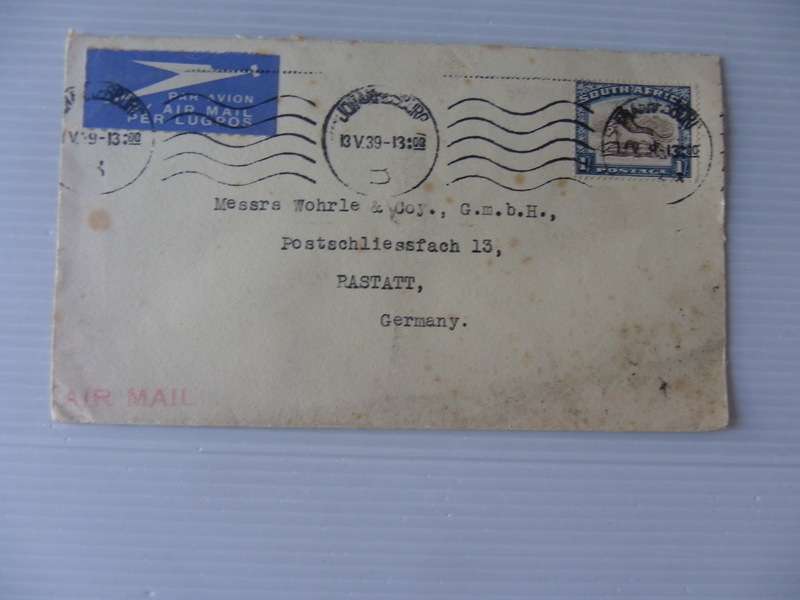 PAR AVION
BY AIR MAIL
PER LUGPOS
13 V.39-13:00
SOUTH AFRICA
POSTAGE
Messrs Wohrle & Coy., G.m.b.H.,
Postschliessfach 13,
RASTATT,
Germany.
AIR MAIL